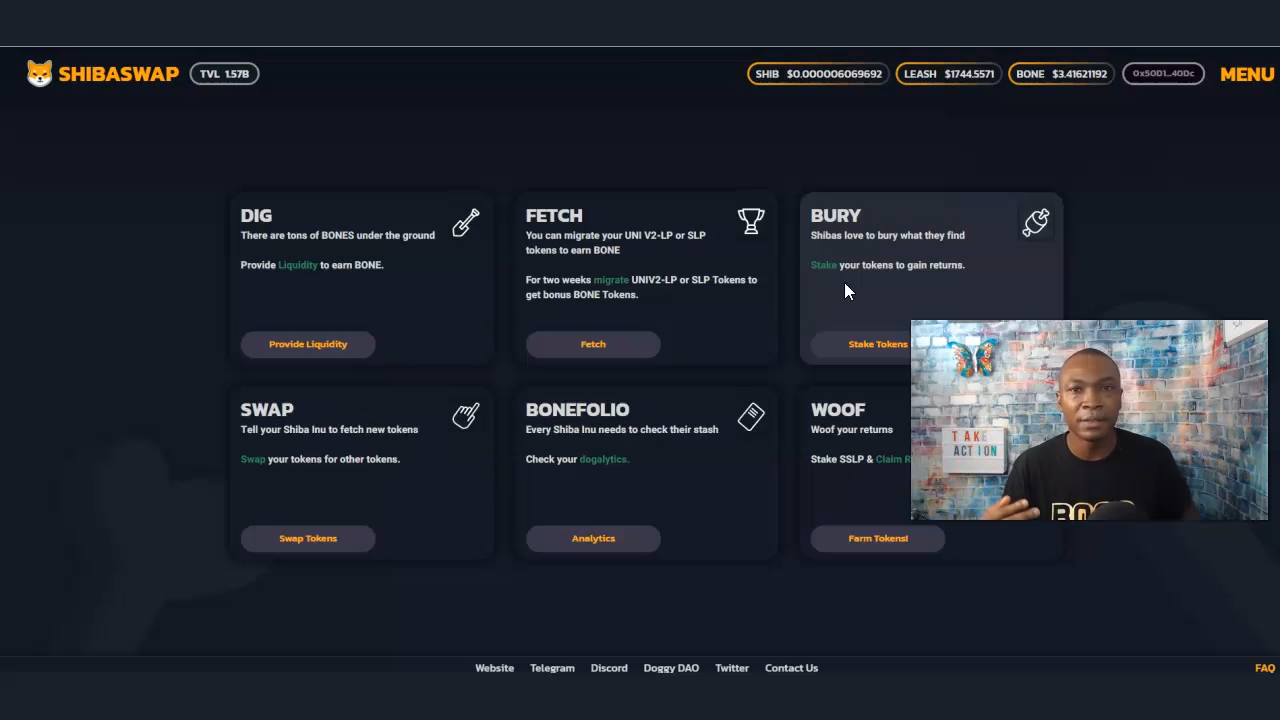 SHIBASWAP
TVL 1.57B
SHIB $0.000006069692
LEASH $1744.5571
BONE $3.41621192
0x50D1...40Dc
MENU
DIG
There are tons of BONES under the ground
Provide Liquidity to earn BONE.
Provide Liquidity
FETCH
You can migrate your UNI V2-LP or SLP
tokens to earn BONE
For two weeks migrate UNIV2-LP or SLP Tokens to
get bonus BONE Tokens.
Fetch
BURY
Shibas love to bury what they find
Stake your tokens to gain returns.
Stake Tokens
SWAP
Tell your Shiba Inu to fetch new tokens
Swap your tokens for other tokens.
Swap Tokens
BONEFOLIO
Every Shiba Inu needs to check their stash
Check your dogalytics.
Analytics
WOOF
Woof your returns
Stake SSLP & Claim
Farm Tokens!
TAKE
ACTION
Website Telegram Discord Doggy DAO Twitter Contact Us
FAQ